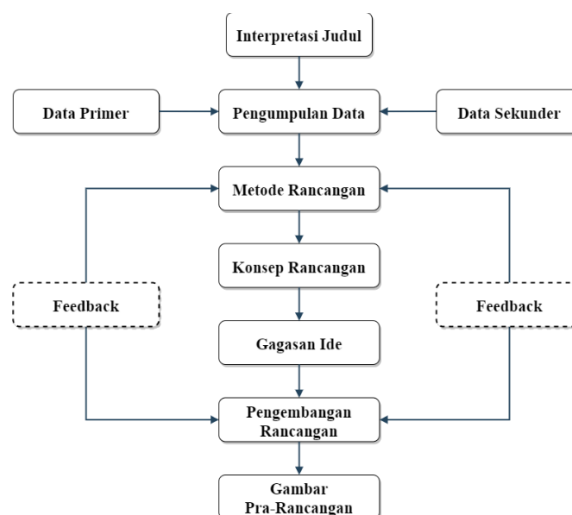 Interpretasi Judul
Data Primer
Pengumpulan Data
Data Sekunder
Metode Rancangan
Konsep Rancangan
Feedback
Feedback
Gagasan Ide
Pengembangan
Rancangan
Gambar
Pra-Rancangan